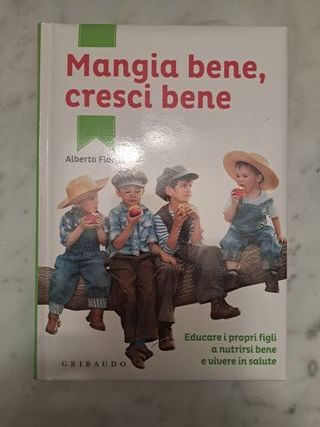 Mangia bene,
cresci bene
Alberto
Educare i propri figli
a nutrirsi bene
e vivere in salute
GRIBAUDO